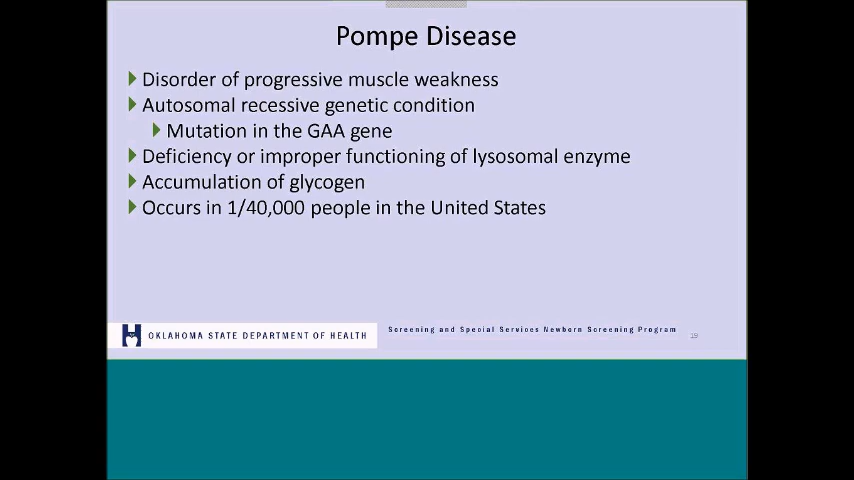 Pompe Disease
Disorder of progressive muscle weakness
Autosomal recessive genetic condition
Mutation in the GAA gene
Deficiency or improper functioning of lysosomal enzyme
Accumulation of glycogen
Occurs in 1/40,000 people in the United States
OKLAHOMA STATE DEPARTMENT OF HEALTH
Screening and Special Services Newborn Screening Program